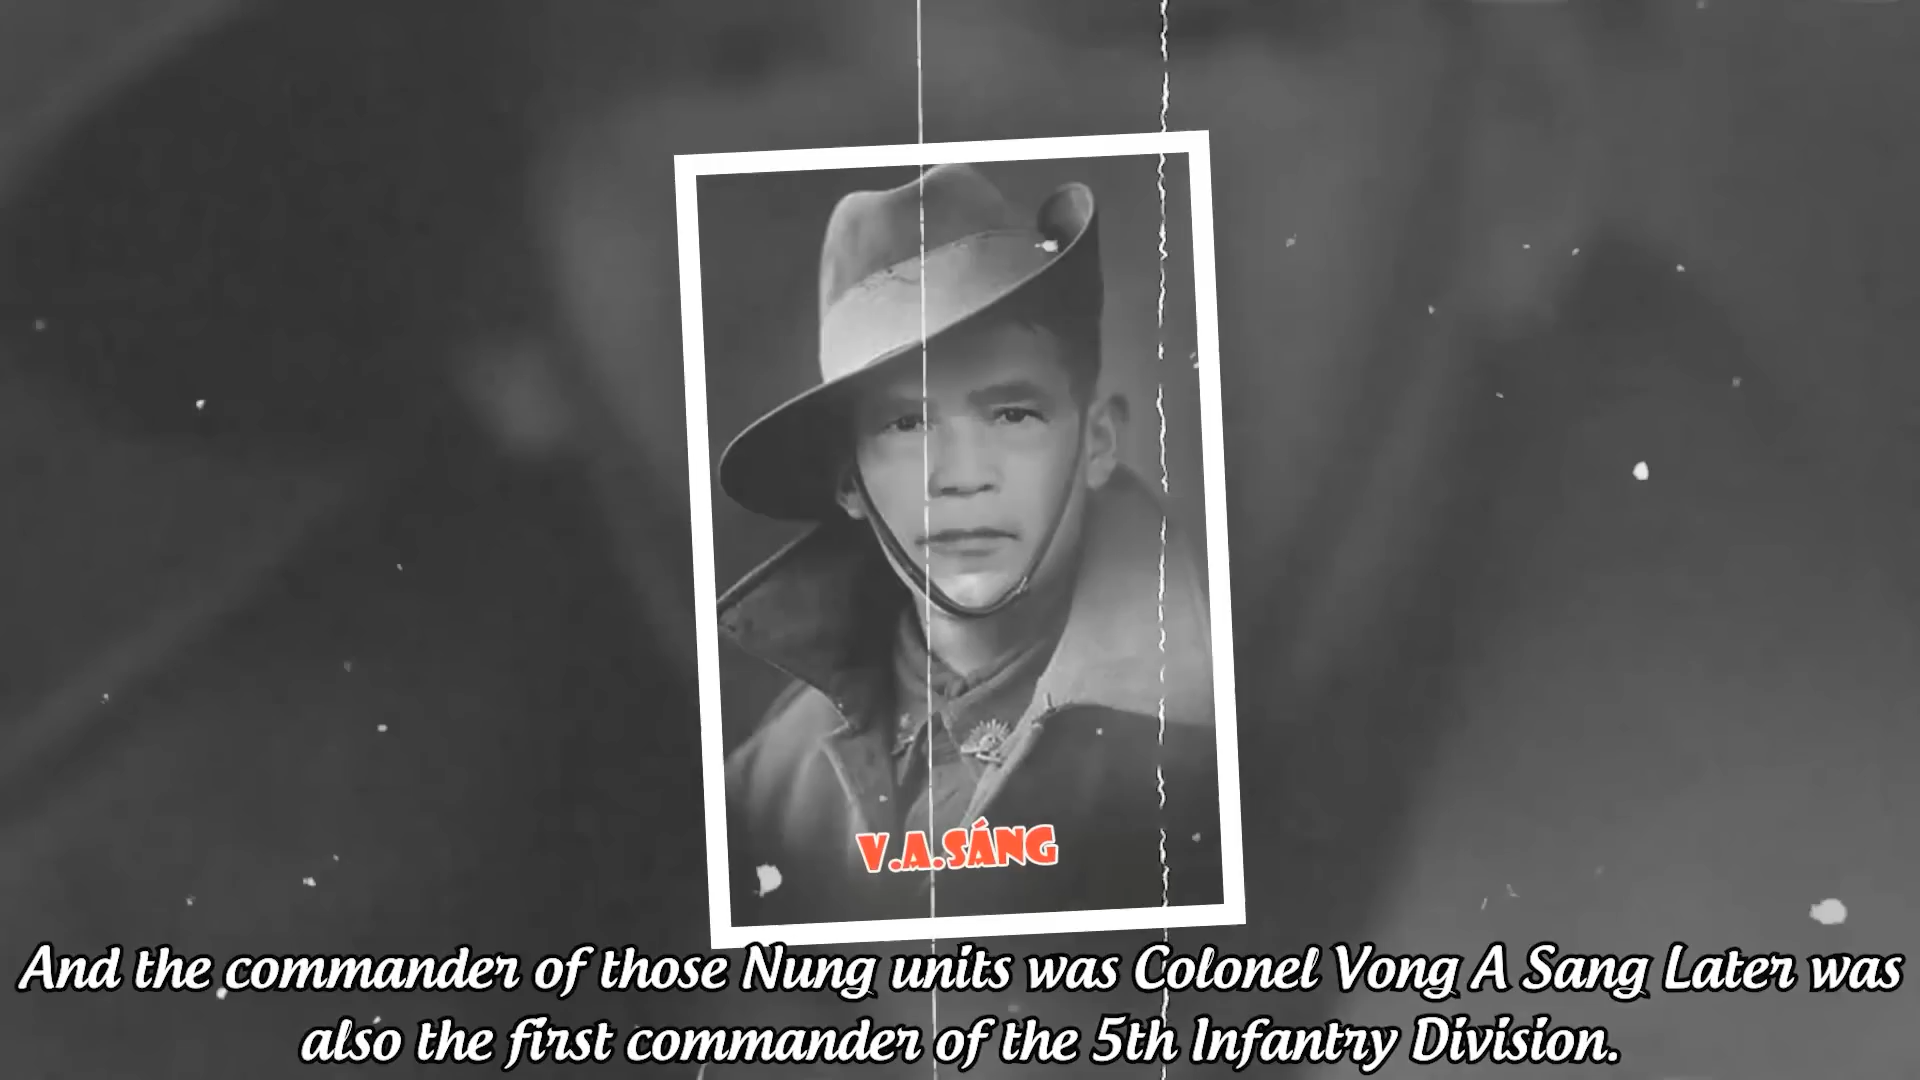 V.A.SÁNG
And the commander of those Nung units was Colonel Vong A Sang Later was
also the first commander of the 5th Infantry Division.